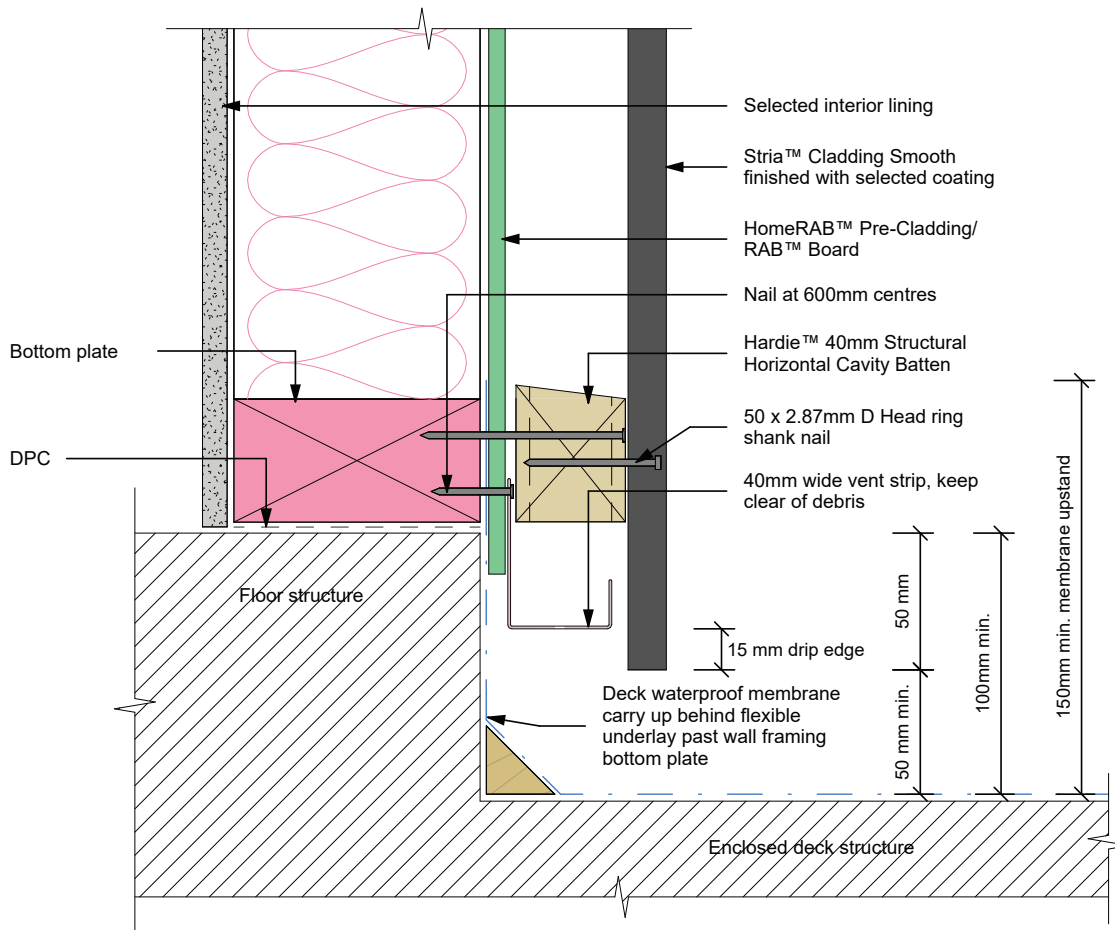 Selected interior lining
Stria™ Cladding Smooth
finished with selected coating
HomeRAB™ Pre-Cladding/
RAB™ Board
Nail at 600mm centres
Bottom plate
Hardie™ 40mm Structural
Horizontal Cavity Batten
50 x 2.87mm D Head ring
shank nail
DPC
40mm wide vent strip, keep
clear of debris
Floor structure
15 mm drip edge
50 mm
50 mm min.
100mm min.
150mm min. membrane upstand
Deck waterproof membrane
carry up behind flexible
underlay past wall framing
bottom plate
Enclosed deck structure